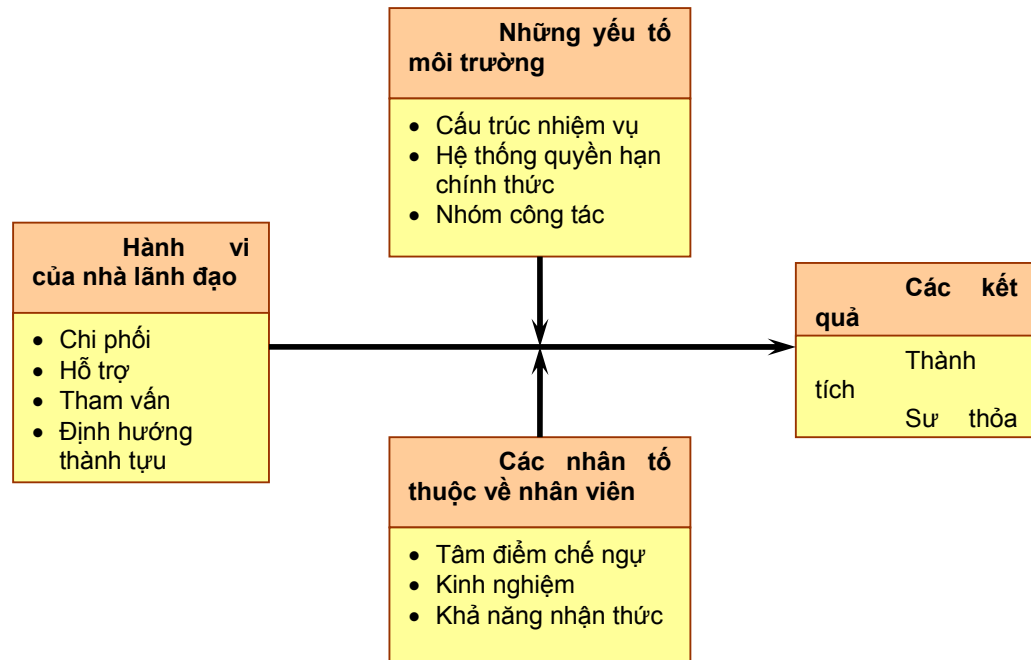 Những yếu tố
môi trường
• Cấu trúc nhiệm vụ
• Hệ thống quyền hạn
chính thức
• Nhóm công tác
Hành vi
của nhà lãnh đạo
• Chi phối
• Hỗ trợ
• Tham vấn
• Định hướng
thành tựu
Các kết
quả
Thành
tích
Sư thỏa
Các nhân tố
thuộc về nhân viên
• Tâm điểm chế ngự
• Kinh nghiệm
• Khả năng nhận thức